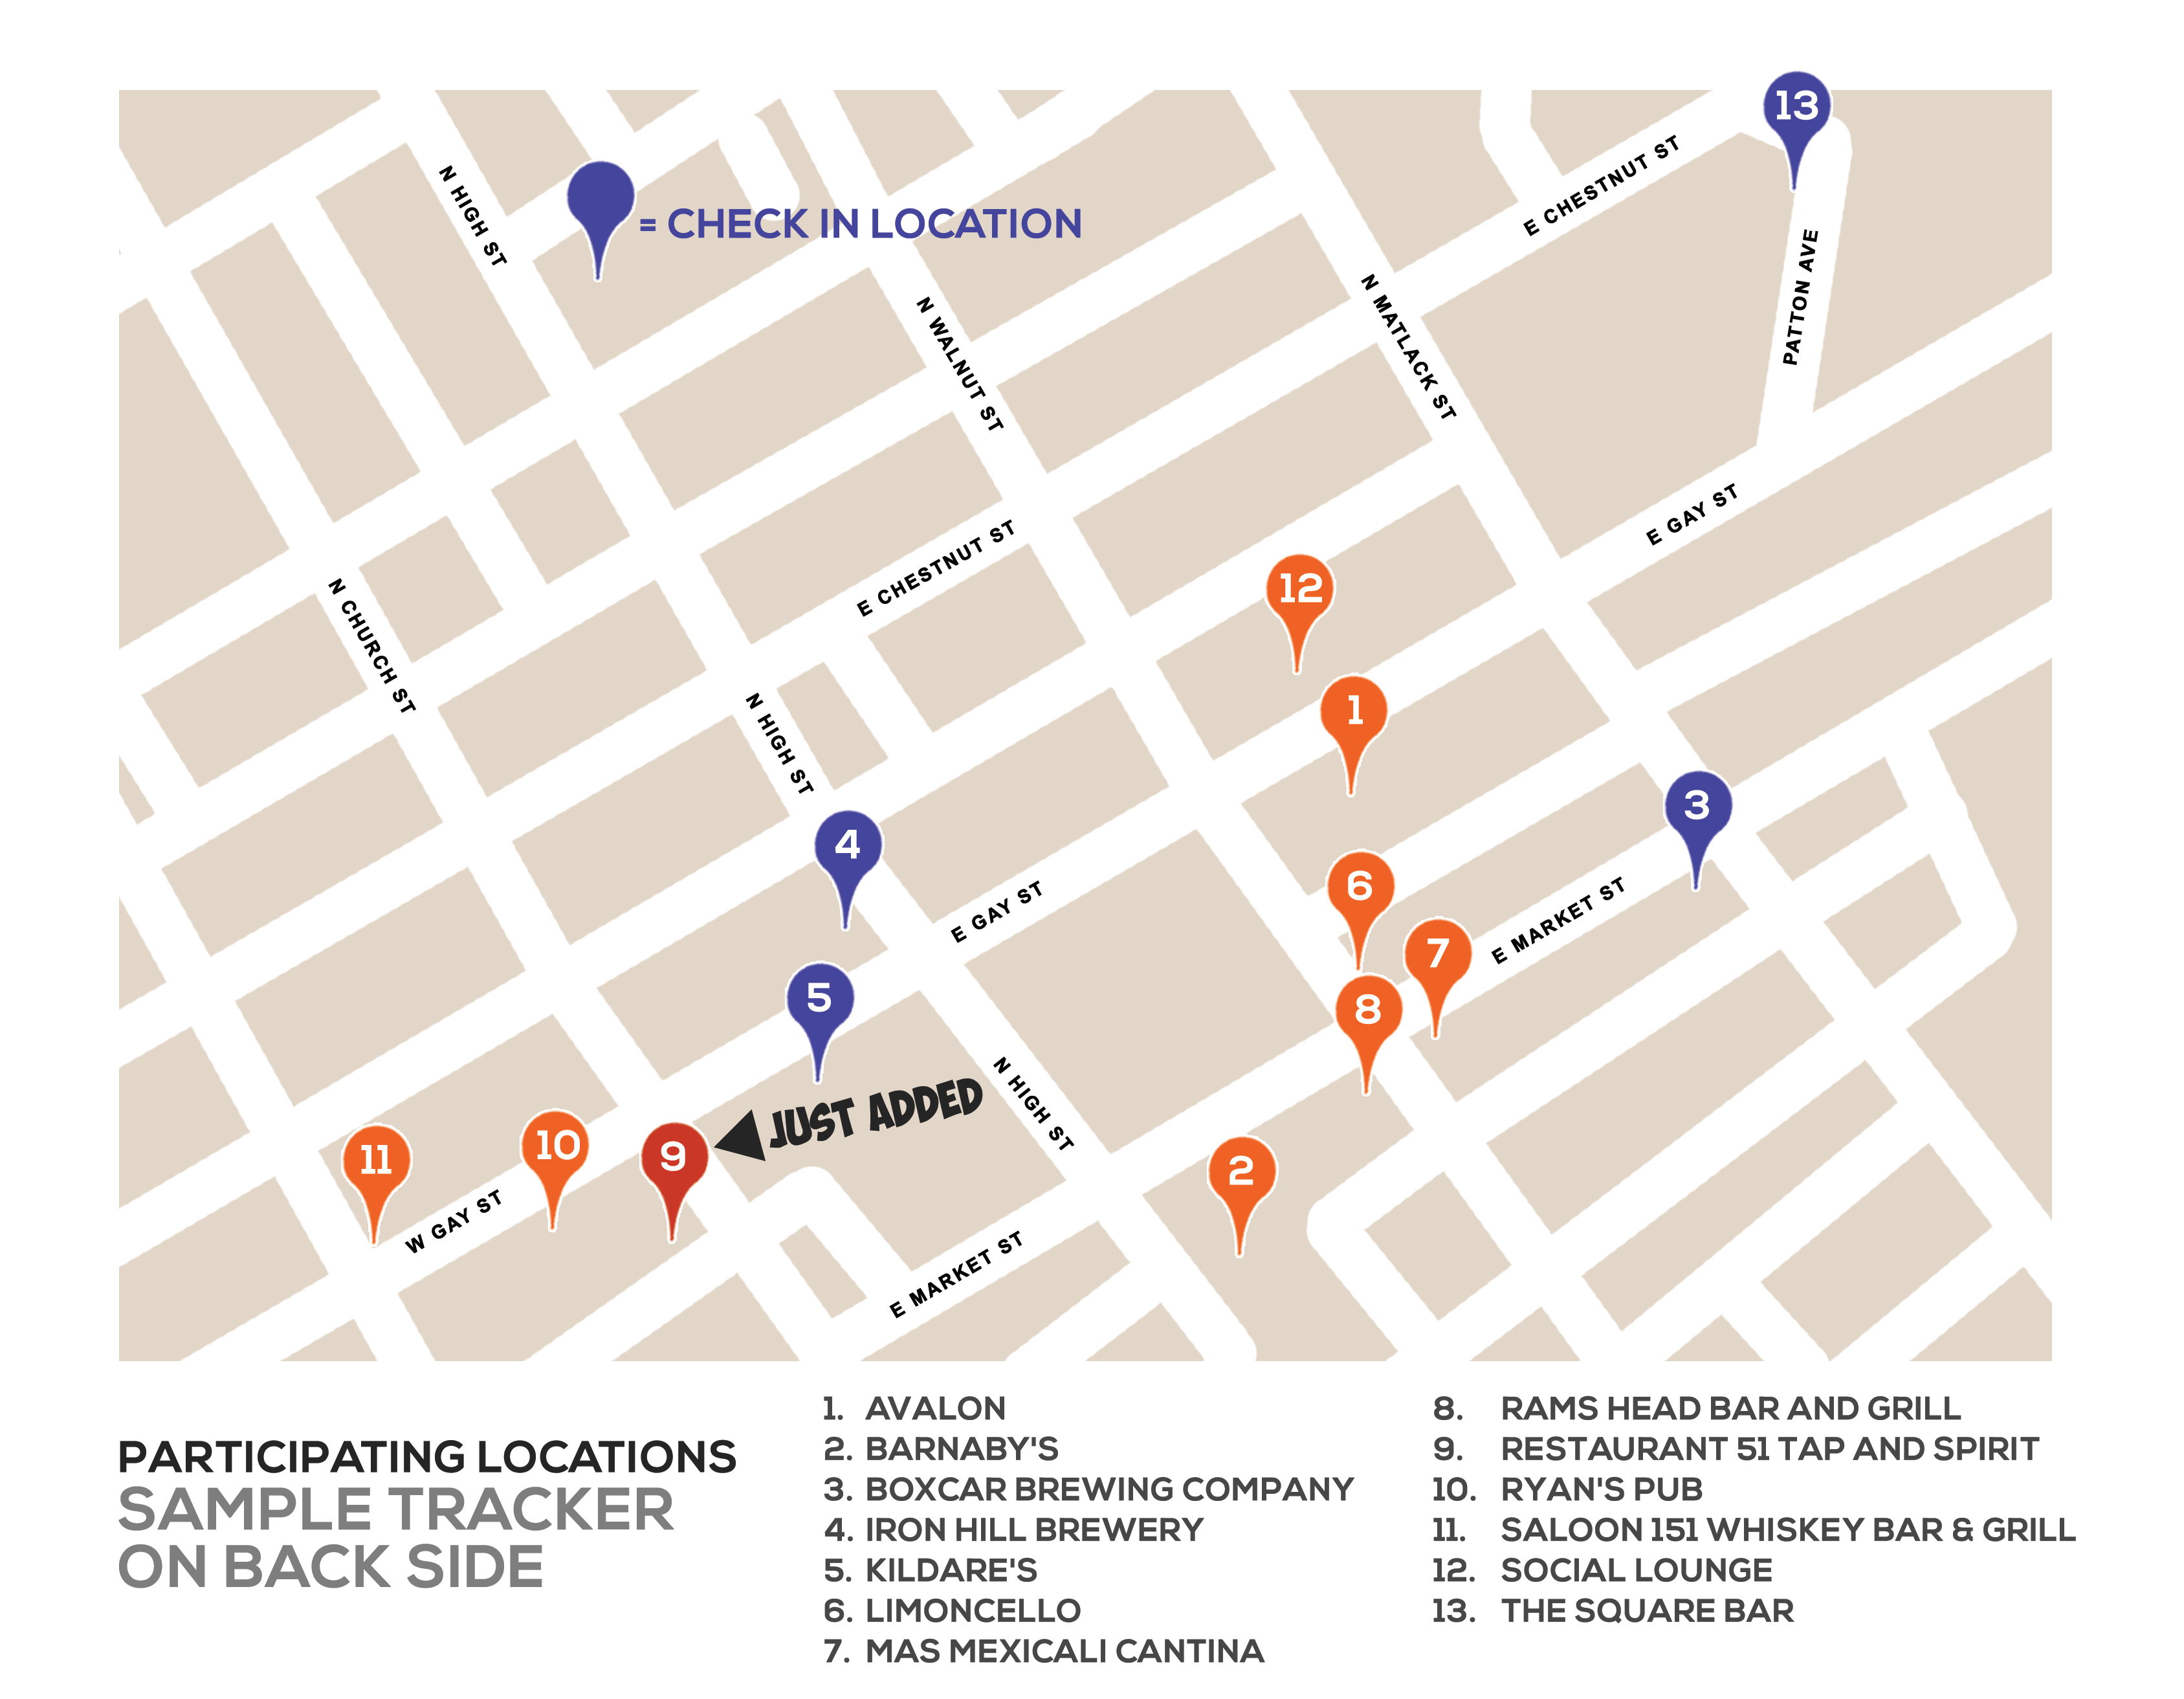 13
N HIGH ST
= CHECK IN LOCATION
E CHESTNUT ST
PATTON AVE
N WALNUT ST
N MATLACK ST
E GAY ST
E CHESTNUT ST
12
N CHURCH ST
1
N HIGH ST
3
4
6
E GAY ST
E MARKET ST
7
5
8
N HIGH ST
JUST ADDED
11
10
9
2
W GAY ST
E MARKET ST
PARTICIPATING LOCATIONS
SAMPLE TRACKER
ON BACK SIDE
1. AVALON
2. BARNABY'S
3. BOXCAR BREWING COMPANY
4. IRON HILL BREWERY
5. KILDARE'S
6. LIMONCELLO
7. MAS MEXICALI CANTINA
8. RAMS HEAD BAR AND GRILL
9. RESTAURANT 51 TAP AND SPIRIT
10. RYAN'S PUB
11. SALOON 151 WHISKEY BAR & GRILL
12. SOCIAL LOUNGE
13. THE SQUARE BAR